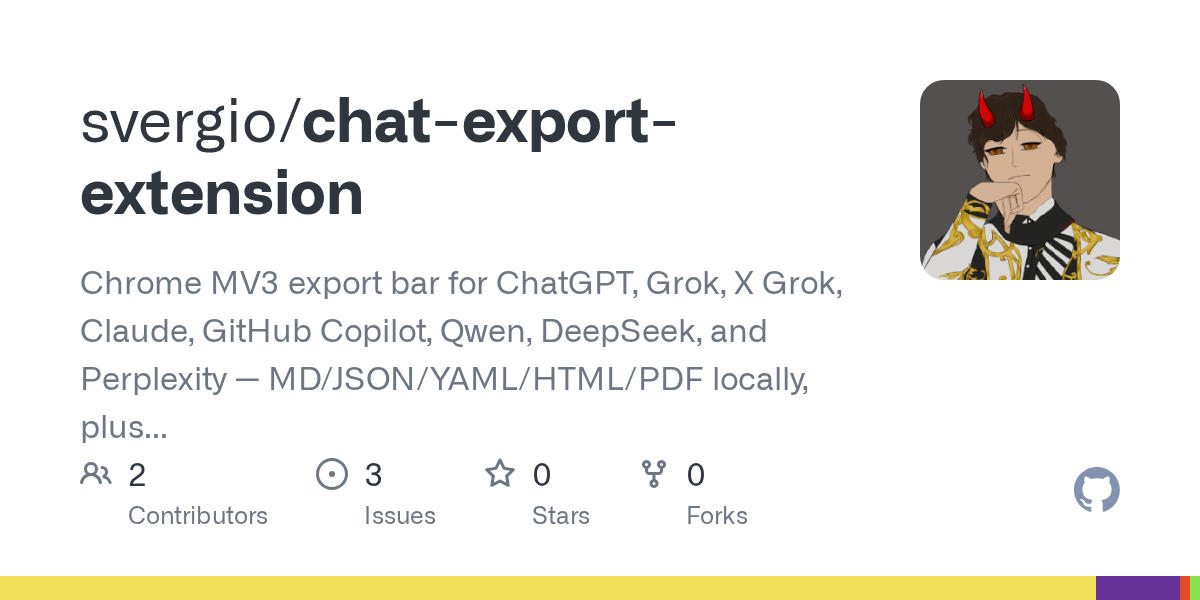 svergio/chat-export-
extension
Chrome MV3 export bar for ChatGPT, Grok, X Grok,
Claude, GitHub Copilot, Qwen, DeepSeek, and
Perplexity — MD/JSON/YAML/HTML/PDF locally,
plus...
2 3 0 0
Contributors Issues Stars Forks